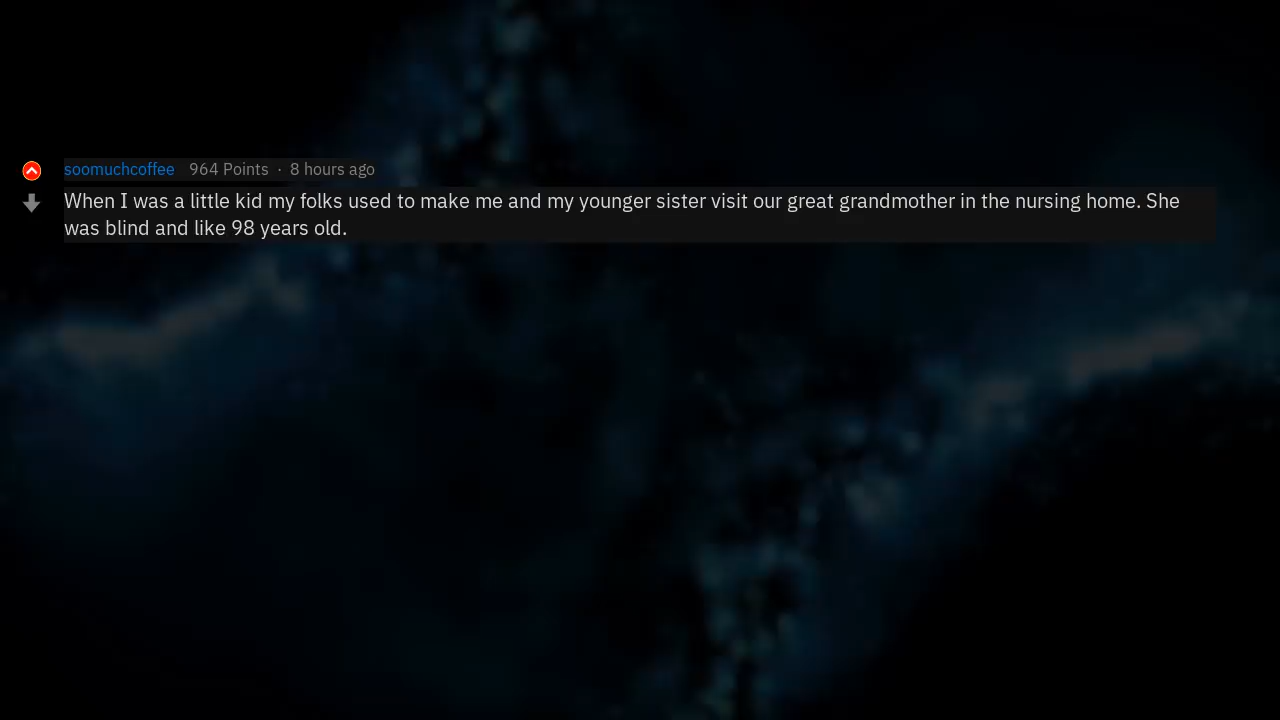 soomuchcoffee 964 Points · 8 hours ago
When I was a little kid my folks used to make me and my younger sister visit our great grandmother in the nursing home. She
was blind and like 98 years old.